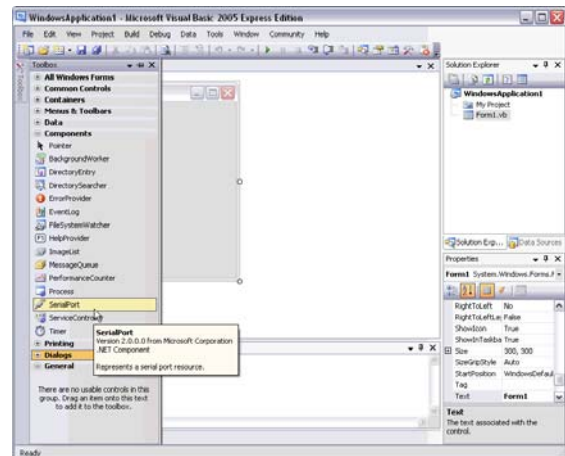 WindowsApplication1 - Microsoft Visual Basic 2005 Express Edition
File Edit View Project Build Debug Data Tools Window Community Help
Toolbox
Toolbox
All Windows Forms
Common Controls
Containers
Menus & Toolbars
Data
Components
Pointer
BackgroundWorker
DirectoryEntry
DirectorySearcher
ErrorProvider
EventLog
FileSystemWatcher
HelpProvider
ImageList
MessageQueue
PerformanceCounter
Process
SerialPort
ServiceController
Timer
Printing
Dialogs
General
There are no usable controls in this
group. Drag an item onto this text
to add it to the toolbox.
SerialPort
Version 2.0.0.0 from Microsoft Corporation
.NET Component
Represents a serial port resource.
Solution Explorer
WindowsApplication1
My Project
Form1.vb
Solution Exp... Data Sources
Properties
Form1 System.Windows.Forms.F
RightToLeft No
RightToLeftLa False
ShowIcon True
ShowInTaskba True
Size 300, 300
SizeGripStyle Auto
StartPosition WindowsDefaul
Tag
Text Form1
Text
The text associated with the
control.
Ready